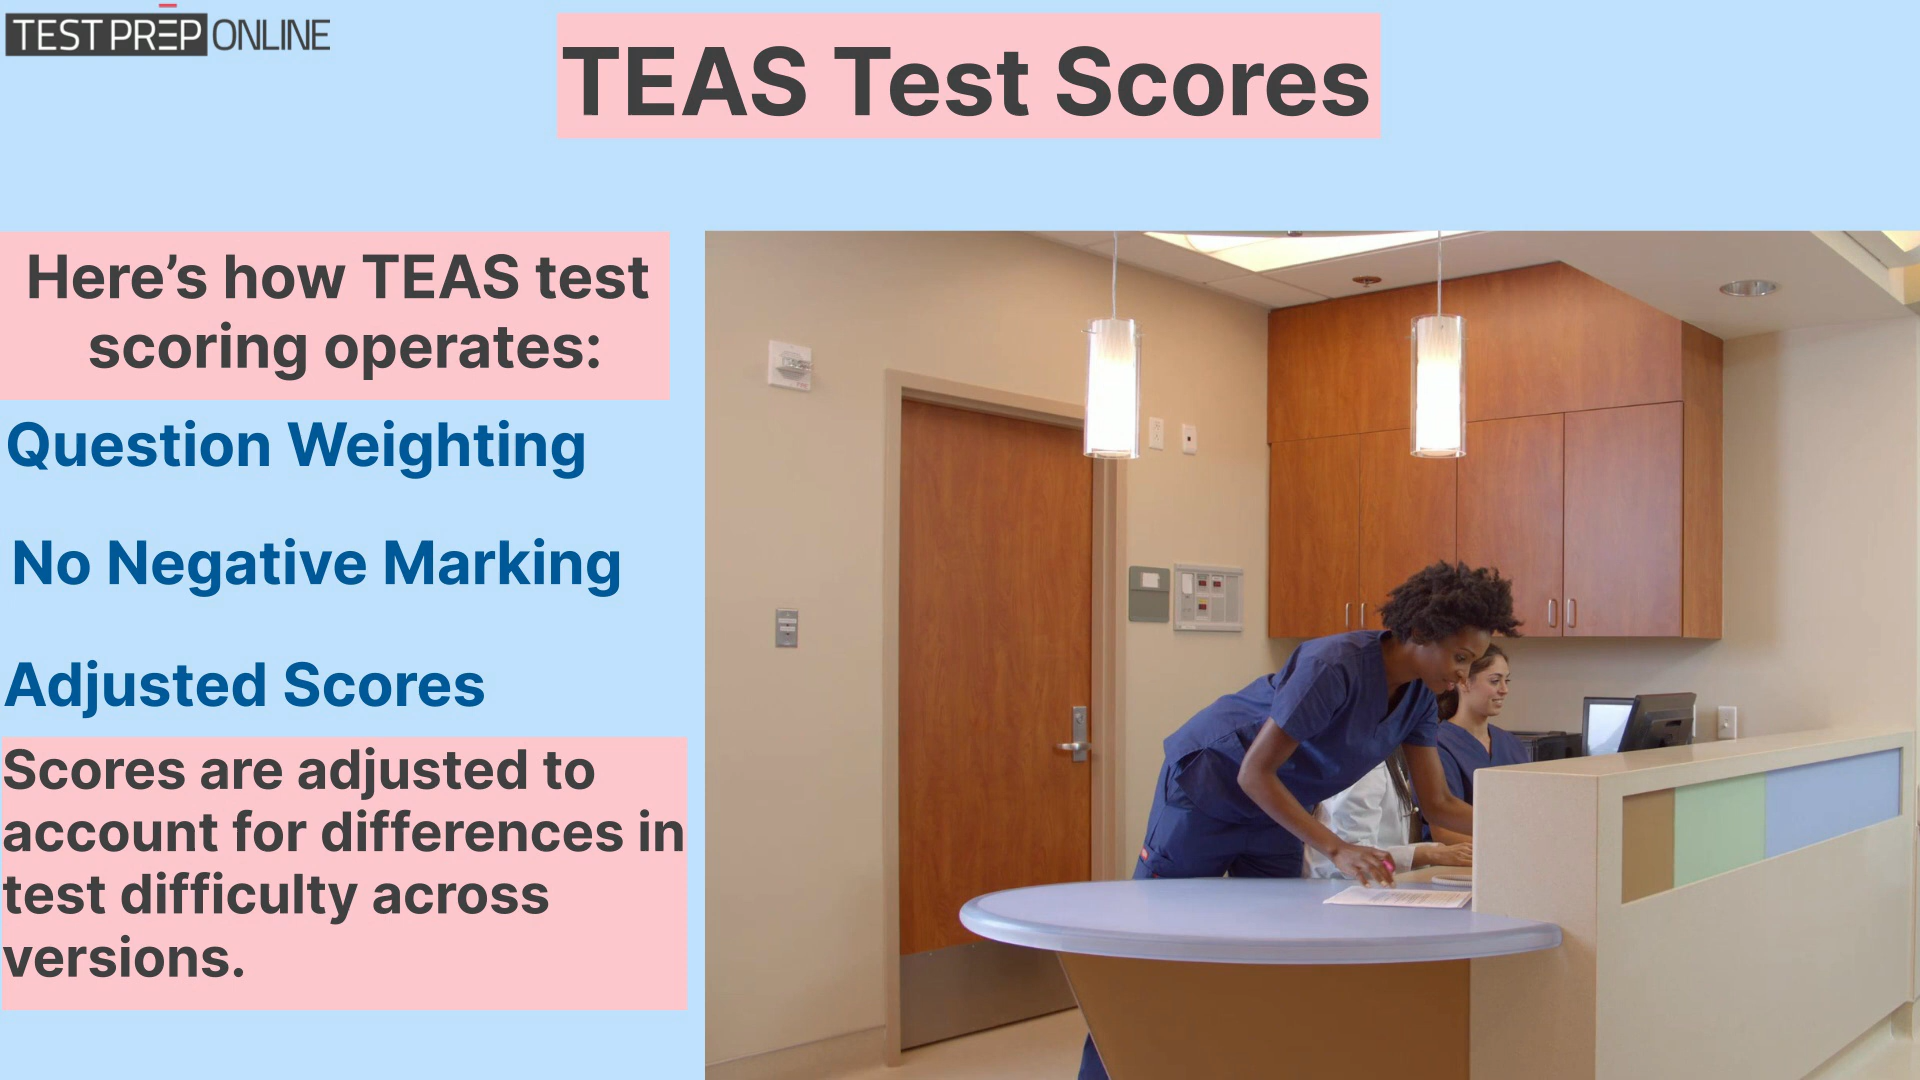 TEST PREP ONLINE
TEAS Test Scores
Here’s how TEAS test
scoring operates:
Question Weighting
No Negative Marking
Adjusted Scores
Scores are adjusted to
account for differences in
test difficulty across
versions.